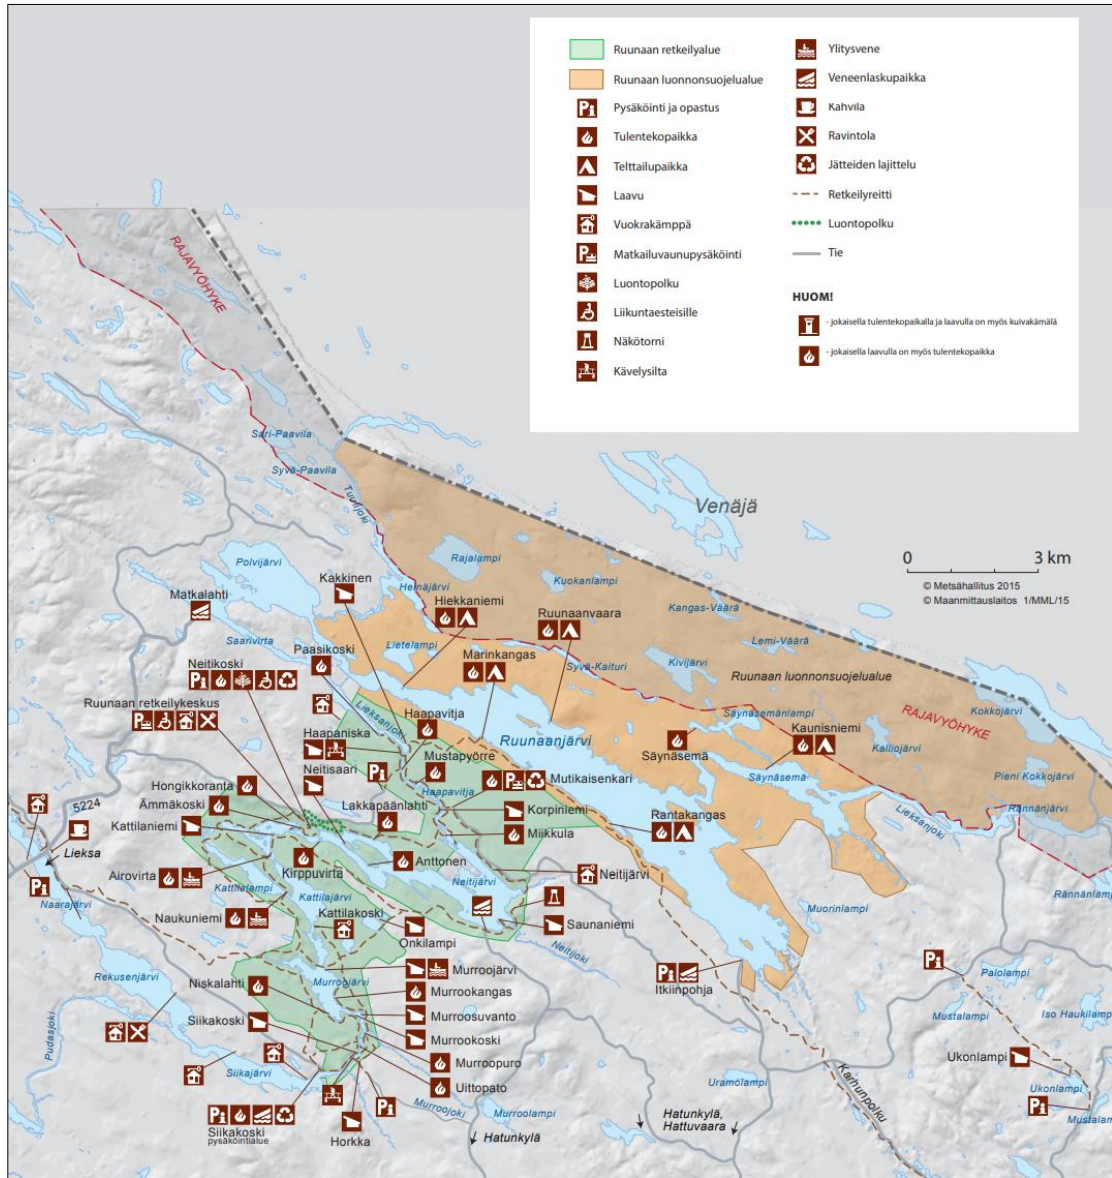 Ruunaan retkeilyalue
Ruunaan luonnonsuojelualue
Pysäköinti ja opastus
Tulentekopaikka
Telttailupaikka
Laavu
Vuokrakämppä
Matkailuvaunupysäköinti
Luontopolku
Liikuntaesteisille
Näkötorni
Kävelysilta
Ylitysvene
Veneenlaskupaikka
Kahvila
Ravintola
Jätteiden lajittelu
Retkeilyreitti
Luontopolku
Tie
HUOM!
- jokaisella tulentekopaikalla ja laavulla on myös kuivakämälä
- jokaisella laavulla on myös tulentekopaikka
RAJAVYÖHYKE
Sari-Paavila
Syvä-Paavila
Tuulijoki
Venäjä
0 3 km
© Metsähallitus 2015
© Maanmittauslaitos 1/MML/15
Polvijärvi
Kakkinen
Heinäjärvi
Rajalampi
Kuokanlampi
Matkalahti
Hiekkaniemi
Ruunaanvaara
Kangas-Väärä
Saarivirta
Lietelampi
Lemi-Väärä
Paasikoski
Marinkangas
Syvä-Kaituri
Kivijärvi
Neitikoski
Ruunaan luonnonsuojelualue
Lieksanjoki
Kokkojärvi
Ruunaan retkeilykeskus
Haapavitja
Säynäsemänlampi
RAJAVYÖHYKE
Haapaniska
Ruunaanjärvi
Kaunisniemi
Kalliojärvi
Mustapyörre
Säynäsemä
Neitisaari
Mutikaisenkari
Säynäsemä
Pieni Kokkojärvi
Hongikkoranta
Haapavitja
Ämmäkoski
Lakkapäänlahti
Korpiniemi
Lieksanjoki
Rännänjärvi
5224
Kattilaniemi
Miikkula
Rantakangas
Lieksa
Kirppuvirta
Anttonen
Airovirta
Neitijärvi
Neitijärvi
Rännänlampi
Naarajärvi
Kattilalampi
Kattilajärvi
Naukuniemi
Kattilakoski
Saunaniemi
Muorinlampi
Onkilampi
Neitijoki
Rekusenjärvi
Murroojärvi
Itkiinpohja
Palolampi
Niskalahti
Murroojärvi
Murrookangas
Siikakoski
Murroosuvanto
Mustalampi
Iso Haukilampi
Murrookoski
Pudasjoki
Murroopuro
Ukonlampi
Siikajärvi
Uittopato
Uramolampi
Karhunpolku
Ukonlampi
Murroojoki
Murroolampi
Hatunkylä,
Hattuvaara
Mustalam
Siikakoski
pysäköintialue
Horkka
Hatunkylä